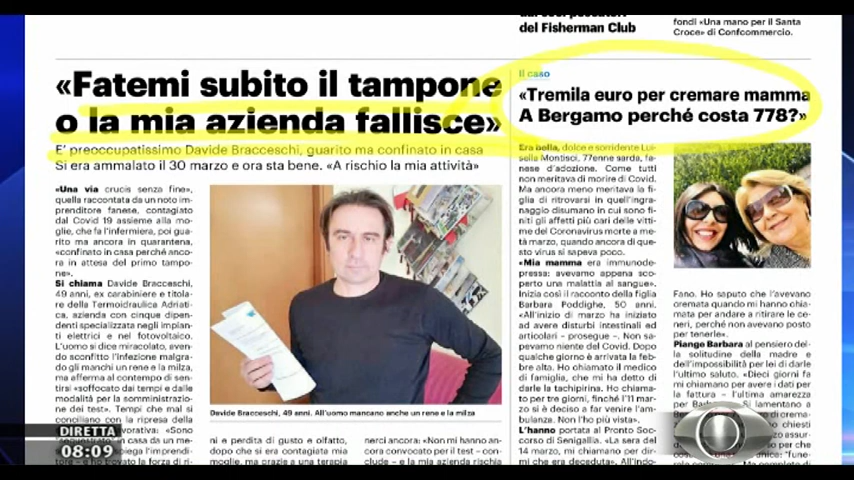 del Fisherman Club
fondi «Una mano per il Santa
Croce» di Confcommercio.
«Fatemi subito il tampone
o la mia azienda fallisce»
E' preoccupatissimo Davide Bracceschi, guarito ma confinato in casa
Si era ammalato il 30 marzo e ora sta bene. «A rischio la mia attività»
«Una via crucis senza fine»,
quella raccontata da un noto im-
prenditore fanese, contagiato
dal Covid 19 assieme alla mo-
glie, che fa l'infermiera, poi gua-
rito ma ancora in quarantena,
«confinato in casa perché anco-
ra in attesa del primo tampo-
ne».
Si chiama Davide Bracceschi,
49 anni, ex carabiniere e titola-
re della Termoidraulica Adriati-
ca, azienda con cinque dipen-
denti specializzata negli impian-
ti elettrici e nel fotovoltaico.
L'uomo si dice miracolato, aven-
do sconfitto l'infezione malgra-
do gli manchi un rene e la milza,
ma afferma al contempo di sen-
tirsi «soffocato dai tempi e dalle
modalità per la somministrazio-
ne dei test». Tempi che mal si
conciliano con la ripresa della
lavorativa: «Sono
in casa da un me-
l'imprendi-
Davide Bracceschi, 49 anni. All'uomo mancano anche un rene e la milza
ni e perdita di gusto e olfatto,
dopo che si era contagiata mia
moglie, ma grazie a una terapia
nerci ancora: «Non mi hanno an-
cora convocato per il test – con-
clude – e la mia azienda rischia
Il caso
«Tremila euro per cremare mamma
A Bergamo perché costa 778?»
Era bella, dolce e sorridente Lui-
sella Montisci, 77enne sarda, fa-
nese d'adozione. Come tutti
non meritava di morire di Covid.
Ma ancora meno meritava la fi-
glia di ritrovarsi in quell'ingra-
naggio disumano in cui sono fini-
ti gli affetti più cari delle vitti-
me del Coronavirus morte a me-
tà marzo, quando ancora di que-
sto virus si sapeva poco.
«Mia mamma era immunode-
pressa: avevamo appena sco-
perto una malattia al sangue».
Inizia così il racconto della figlia
Barbara Poddighe, 50 anni.
«All'inizio di marzo ha iniziato
ad avere disturbi intestinali ed
articolari - prosegue -. Non sa-
pevamo niente del Covid. Dopo
qualche giorno è arrivata la feb-
bre alta. Ho chiamato il medico
di famiglia, che mi ha detto di
darle la tachipirina. Ho chiama-
to per tre giorni, finché l'11 mar-
zo si è deciso a far venire l'am-
bulanza. Non l'ho più vista».
L'hanno portata al Pronto Soc-
corso di Senigallia. «La sera del
14 marzo, mi chiamano per dir-
mi che era deceduta». All'indo-
Fano. Ho saputo che l'avevano
cremata quando mi hanno chia-
mata per andare a ritirare le ce-
neri, perché non avevano posto
per tenerle».
Piange Barbara al pensiero del-
la solitudine della madre e
dell'impossibilità per lei di darle
l'ultimo saluto. «Dieci giorni fa
mi chiamano per avere i dati per
la fattura – l'ultima amarezza
DIRETTA
08:09